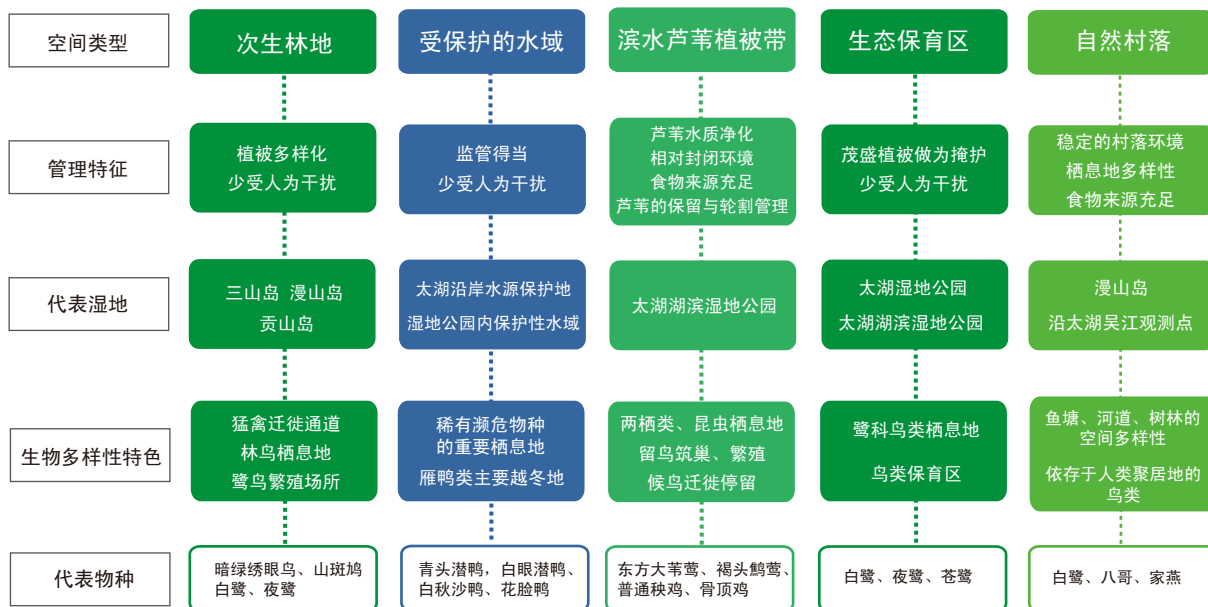 空间类型
次生林地
受保护的水域
滨水芦苇植被带
生态保育区
自然村落
管理特征
植被多样化
少受人为干扰
监管得当
少受人为干扰
芦苇水质净化
相对封闭环境
食物来源充足
芦苇的保留与轮割管理
茂盛植被做为掩护
少受人为干扰
稳定的村落环境
栖息地多样性
食物来源充足
代表湿地
三山岛 漫山岛
贡山岛
太湖沿岸水源保护地
湿地公园内保护性水域
太湖湖滨湿地公园
太湖湿地公园
太湖湖滨湿地公园
漫山岛
沿太湖吴江观测点
生物多样性特色
猛禽迁徙通道
林鸟栖息地
鹭鸟繁殖场所
稀有濒危物种
的重要栖息地
雁鸭类主要越冬地
两栖类、昆虫栖息地
留鸟筑巢、繁殖
候鸟迁徙停留
鹭科鸟类栖息地
鸟类保育区
鱼塘、河道、树林的
空间多样性
依存于人类聚居地的
鸟类
代表物种
暗绿绣眼鸟、山斑鸠
白鹭、夜鹭
青头潜鸭，白眼潜鸭、
白秋沙鸭、花脸鸭
东方大苇莺、褐头鹪莺、
普通秧鸡、骨顶鸡
白鹭、夜鹭、苍鹭
白鹭、八哥、家燕